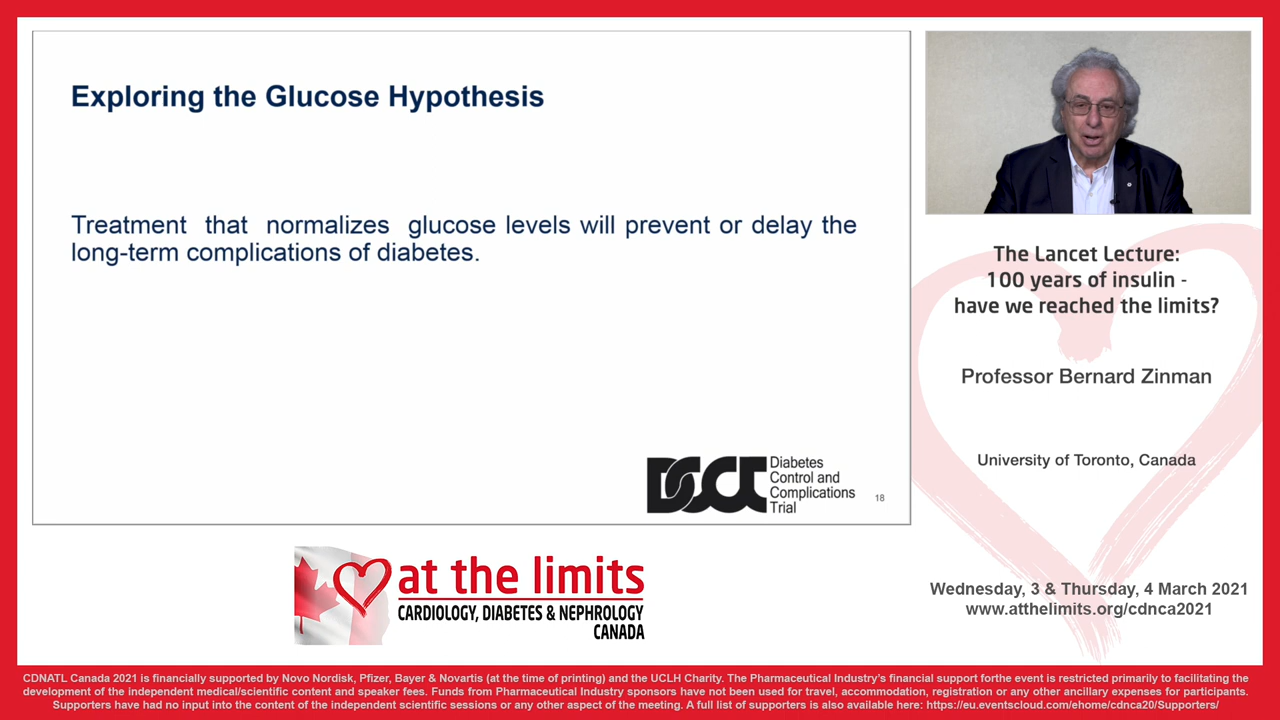 Exploring the Glucose Hypothesis
Treatment that normalizes glucose levels will prevent or delay the
long-term complications of diabetes.
DCCT
Diabetes
Control and
Complications
Trial
18
The Lancet Lecture:
100 years of insulin -
have we reached the limits?
Professor Bernard Zinman
University of Toronto, Canada
at the limits
CARDIOLOGY, DIABETES & NEPHROLOGY
CANADA
Wednesday, 3 & Thursday, 4 March 2021
www.atthelimits.org/cdnca2021
CDNATL Canada 2021 is financially supported by Novo Nordisk, Pfizer, Bayer & Novartis (at the time of printing) and the UCLH Charity. The Pharmaceutical Industry's financial support forthe event is restricted primarily to facilitating the
development of the independent medical/scientific content and speaker fees. Funds from Pharmaceutical Industry sponsors have not been used for travel, accommodation, registration or any other ancillary expenses for participants.
Supporters have had no input into the content of the independent scientific sessions or any other aspect of the meeting. A full list of supporters is also available here: https://eu.eventscloud.com/ehome/cdnca20/Supporters/